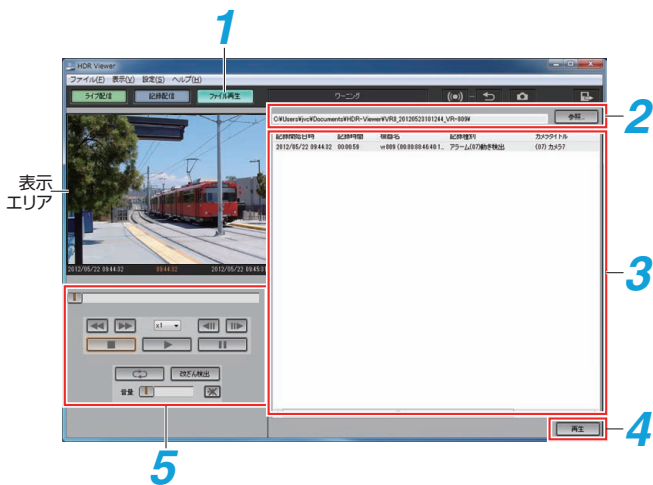 1
HDR Viewer
ファイル(F) 表示(V) 設定(S) ヘルプ(H)
ライブ配信 記録配信 ファイル再生 ワーニング
C:¥Users¥jvc¥Documents¥HDR-Viewer¥VR8_20120523101244_VR-809¥ 参照... 2
記録開始日時 記録時間 機器名 記録種別 カメラタイトル
2012/05/22 09:44:32 00:00:59 アラーム(07)動き検出 (07) カメラ7
表示
エリア
3
2012/05/22 09:44:32 09:44:32 2012/05/22 09:45:31
x1
改ざん検出
音量
再生 4
5